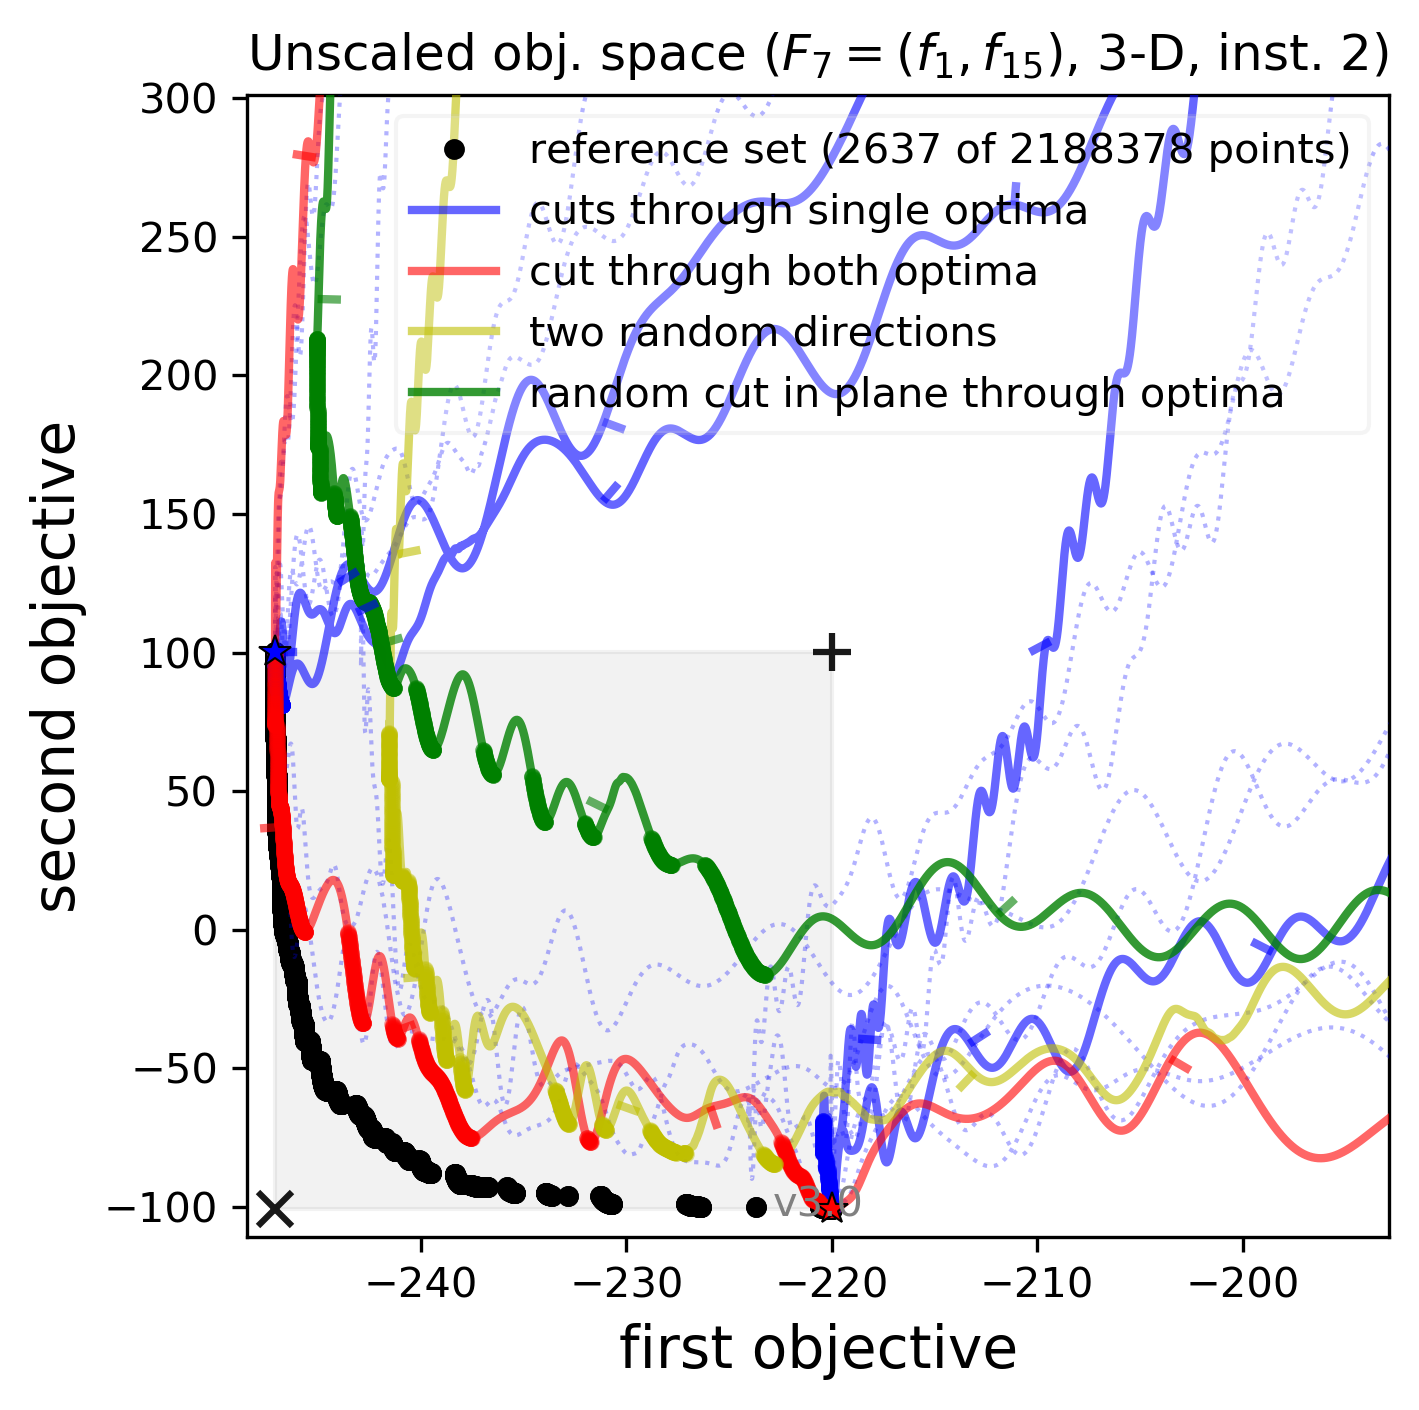 Unscaled obj. space (F₇ = (f₁, f₁₅), 3-D, inst. 2)
reference set (2637 of 2188378 points)
cuts through single optima
cut through both optima
two random directions
random cut in plane through optima
300
250
200
150
100
50
0
−50
−100
second objective
v3.0
−240
−230
−220
−210
−200
first objective